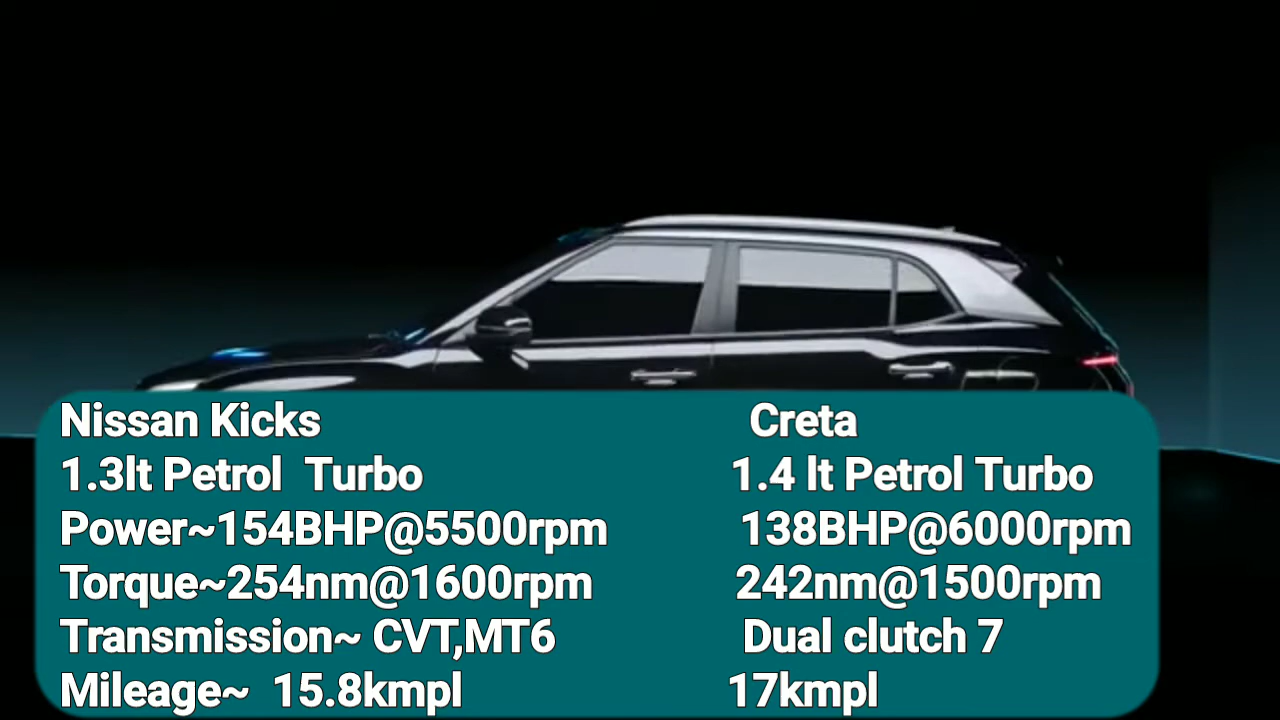 Nissan Kicks Creta
1.3lt Petrol Turbo 1.4 lt Petrol Turbo
Power~154BHP@5500rpm 138BHP@6000rpm
Torque~254nm@1600rpm 242nm@1500rpm
Transmission~ CVT,MT6 Dual clutch 7
Mileage~ 15.8kmpl 17kmpl